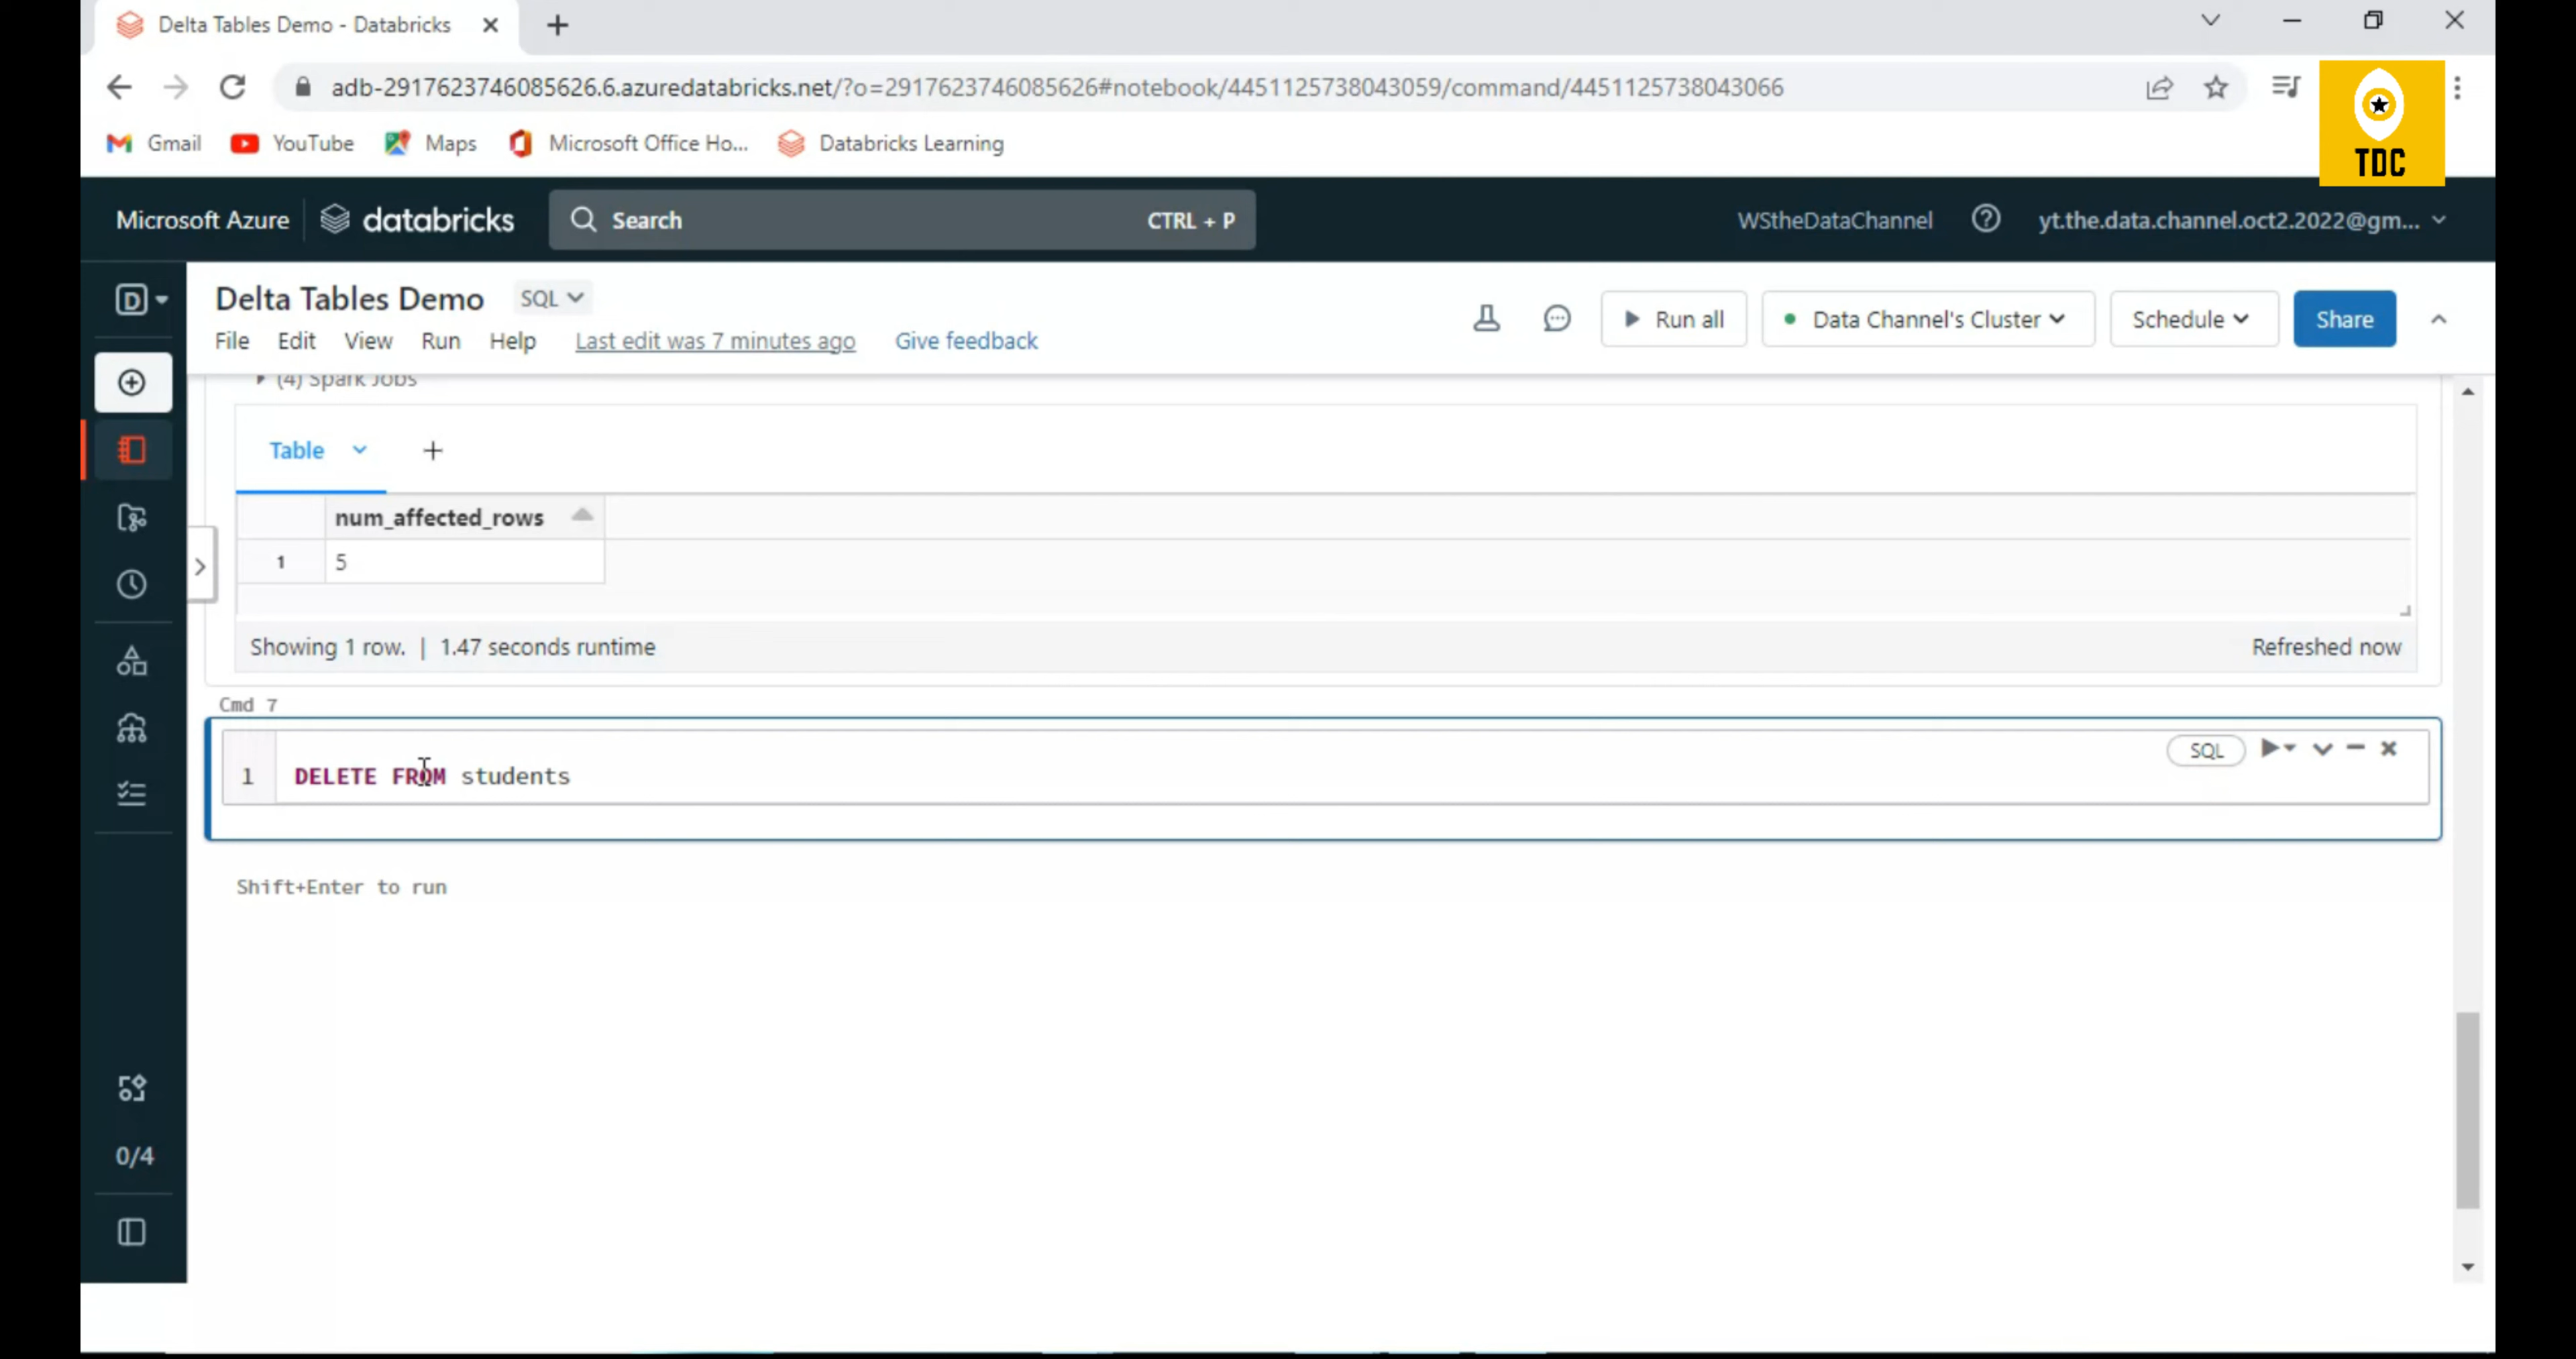 Delta Tables Demo - Databricks
adb-2917623746085626.6.azuredatabricks.net/?o=2917623746085626#notebook/4451125738043059/command/4451125738043066
TDC
Gmail YouTube Maps Microsoft Office Ho... Databricks Learning
Microsoft Azure databricks Search CTRL + P WStheDataChannel yt.the.data.channel.oct2.2022@gm...
D
Delta Tables Demo SQL
Run all Data Channel's Cluster Schedule Share
File Edit View Run Help Last edit was 7 minutes ago Give feedback
(4) Spark Jobs
Table +
num_affected_rows
1 5
Showing 1 row. | 1.47 seconds runtime Refreshed now
Cmd 7
SQL
1 DELETE FROM students
Shift+Enter to run
0/4